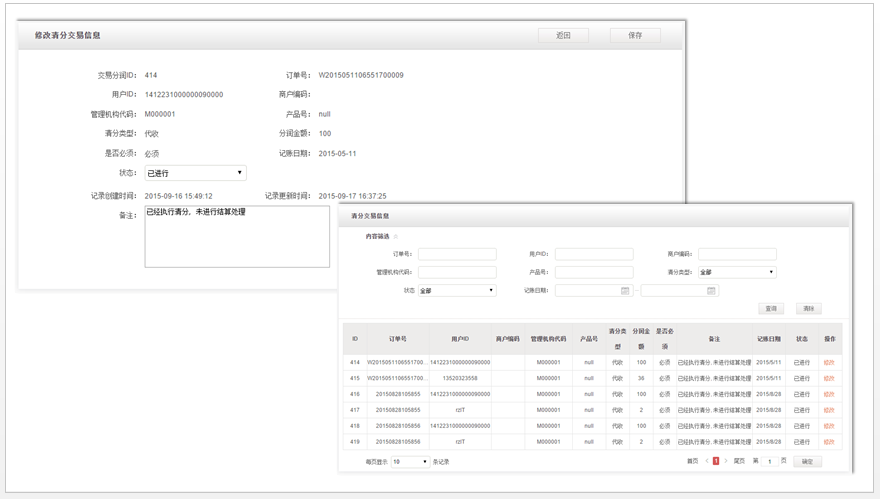 修改清分交易信息 返回 保存
交易分润ID: 414 订单号: W2015051106551700009
用户ID: 1412231000000090000 商户编码:
管理机构代码: M000001 产品号: null
清分类型: 代收 分润金额: 100
是否必须: 必须 记账日期: 2015-05-11
状态: 已进行
记录创建时间: 2015-09-16 15:49:12 记录更新时间: 2015-09-17 16:37:25
备注: 已经执行清分, 未进行结算处理
清分交易信息
内容筛选
订单号: 用户ID: 商户编码:
管理机构代码: 产品号: 清分类型: 全部
状态 全部 记账日期: -
查询 清除
ID 订单号 用户ID 商户编码 管理机构代码 产品号 清分类型 分润金额 是否必须 备注 记账日期 状态 操作
414 W2015051106551700... 1412231000000090000 M000001 null 代收 100 必须 已经执行清分, 未进行结算处理 2015/5/11 已进行 修改
415 W2015051106551700... 13520323558 M000001 null 代收 36 必须 已经执行清分, 未进行结算处理 2015/5/11 已进行 修改
416 20150828105855 1412231000000090000 M000001 null 代收 100 必须 已经执行清分, 未进行结算处理 2015/8/28 已进行 修改
417 20150828105855 rzIT M000001 null 代收 2 必须 已经执行清分, 未进行结算处理 2015/8/28 已进行 修改
418 20150828105856 1412231000000090000 M000001 null 代收 100 必须 已经执行清分, 未进行结算处理 2015/8/28 已进行 修改
419 20150828105856 rzIT M000001 null 代收 2 必须 已经执行清分, 未进行结算处理 2015/8/28 已进行 修改
每页显示 10 条记录 首页 < 1 > 尾页 第 1 页 确定